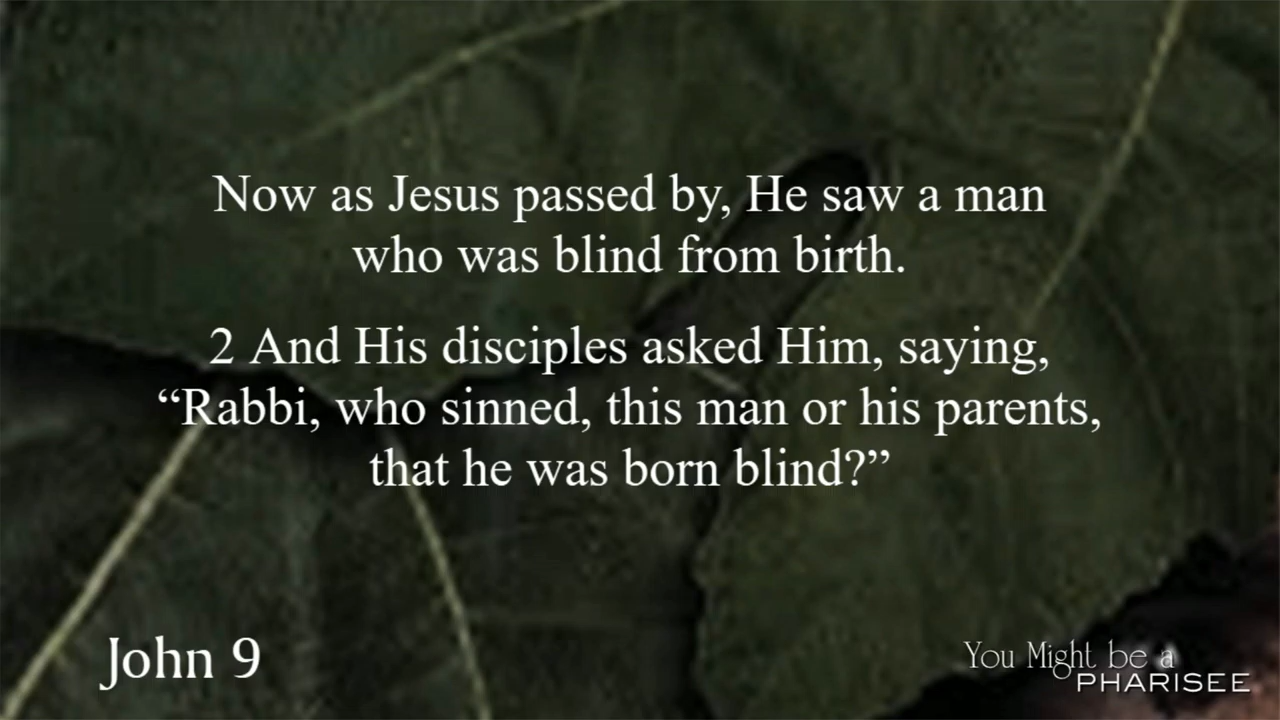 Now as Jesus passed by, He saw a man
who was blind from birth.
2 And His disciples asked Him, saying,
“Rabbi, who sinned, this man or his parents,
that he was born blind?”
John 9
You Might be a
PHARISEE